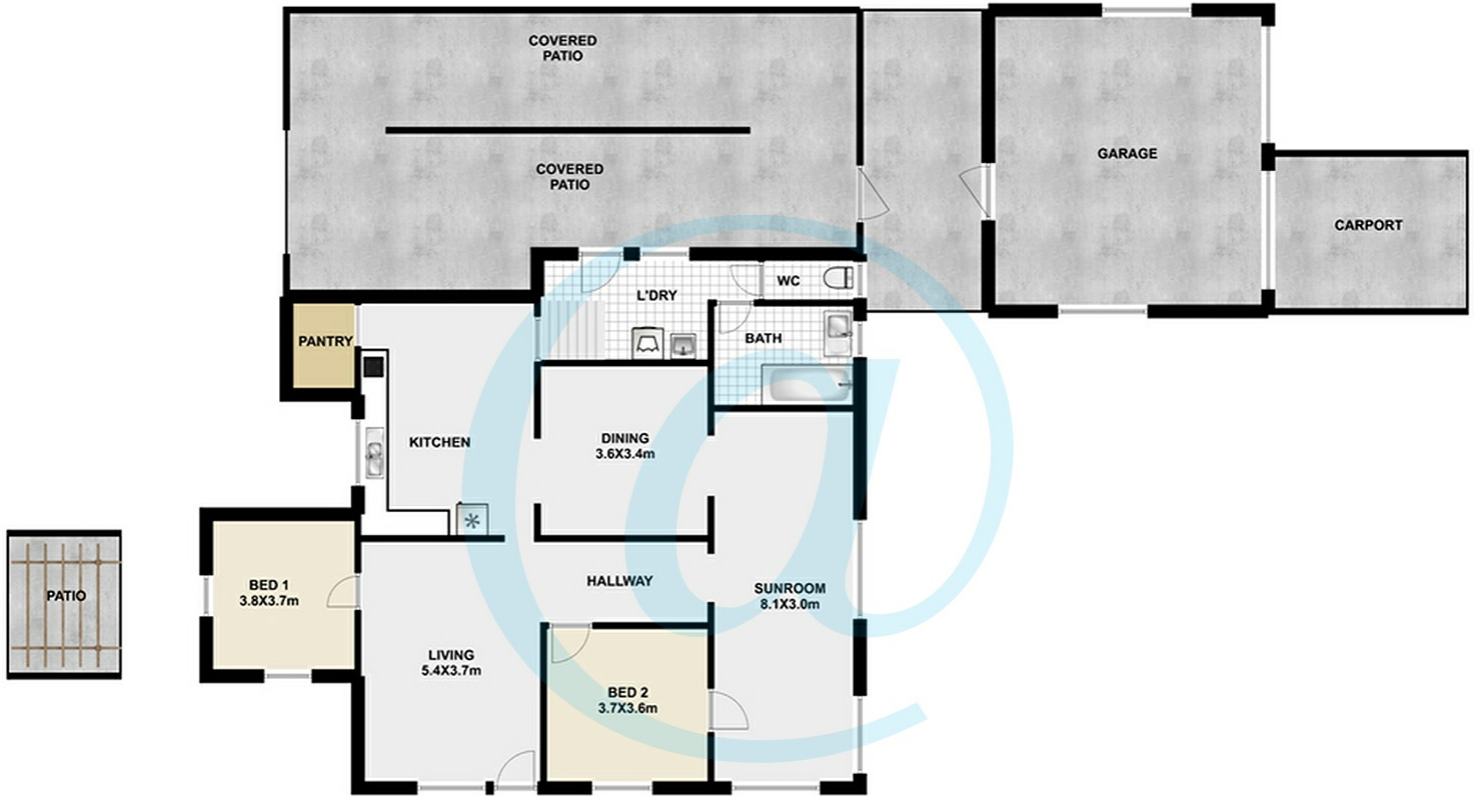 COVERED
PATIO
COVERED
PATIO
GARAGE
CARPORT
WC
L'DRY
BATH
PANTRY
KITCHEN
DINING
3.6X3.4m
BED 1
3.8X3.7m
PATIO
HALLWAY
SUNROOM
8.1X3.0m
LIVING
5.4X3.7m
BED 2
3.7X3.6m
@